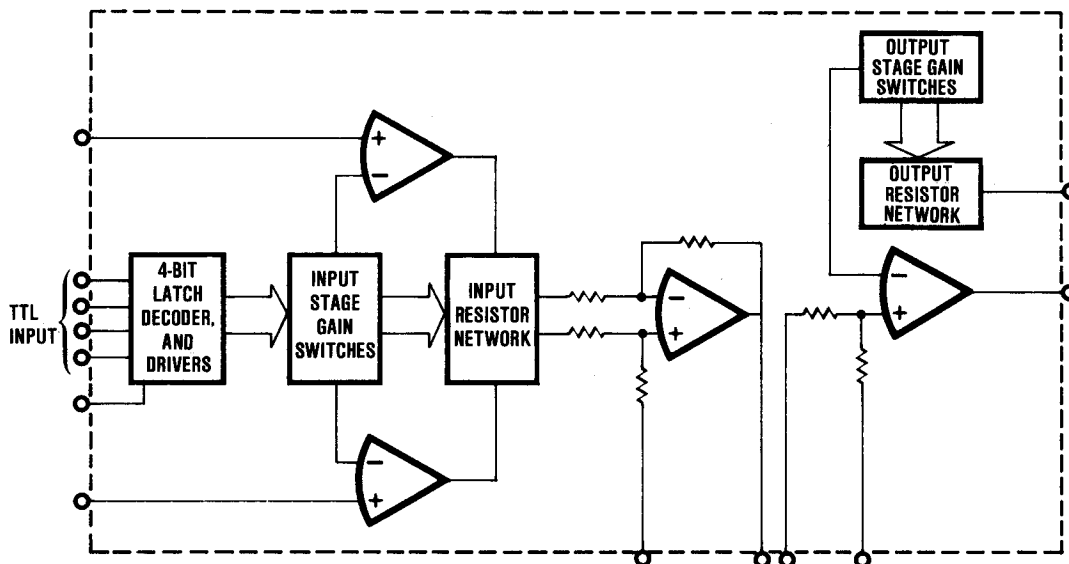 OUTPUT
STAGE GAIN
SWITCHES
OUTPUT
RESISTOR
NETWORK
+
−
TTL
INPUT
4-BIT
LATCH
DECODER,
AND
DRIVERS
INPUT
STAGE
GAIN
SWITCHES
INPUT
RESISTOR
NETWORK
−
+
−
+
−
+